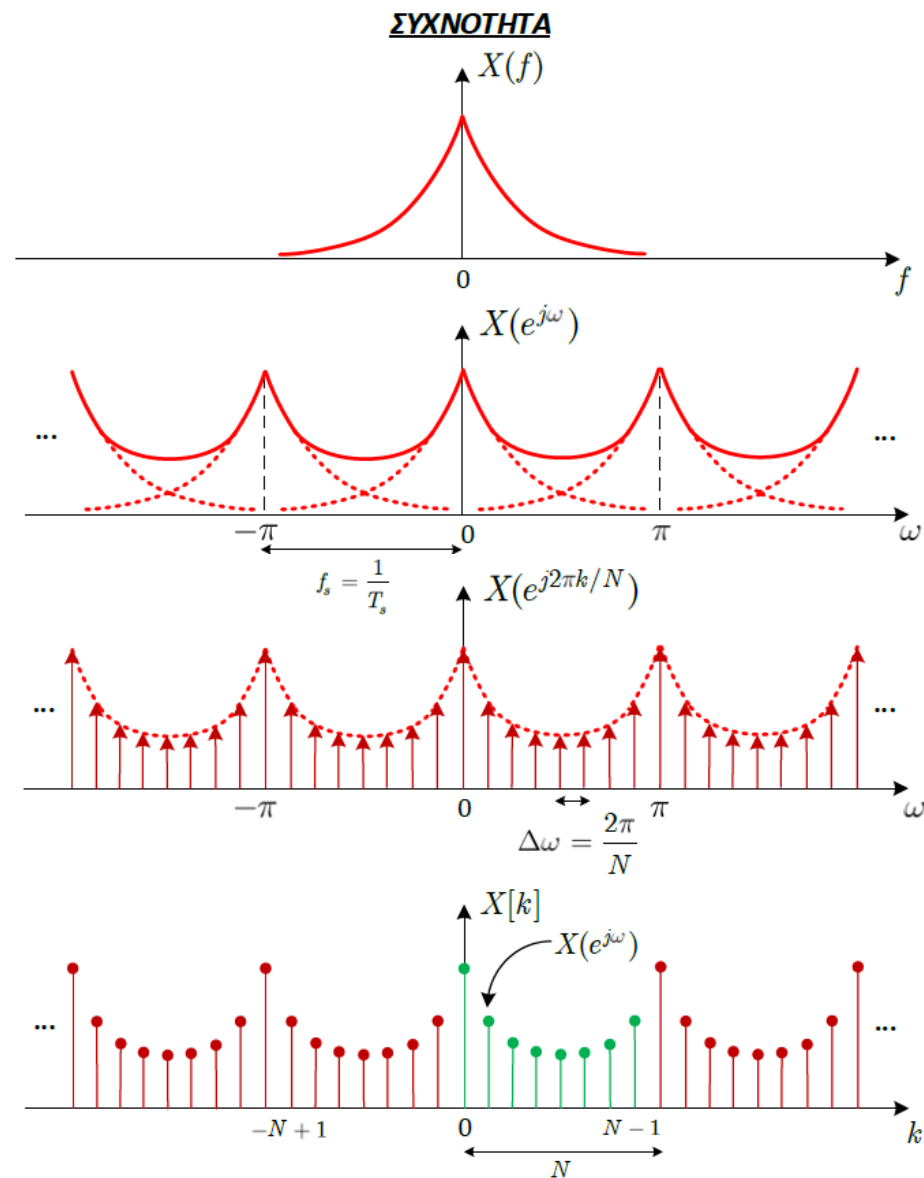 ΣΥΧΝΟΤΗΤΑ
X(f)
0
f
X(e^{jω})
...
...
−π
0
π
ω
f_s = 1/T_s
X(e^{j2πk/N})
...
...
−π
0
π
ω
Δω = 2π/N
X[k]
X(e^{jω})
...
...
−N + 1
0
N − 1
k
N